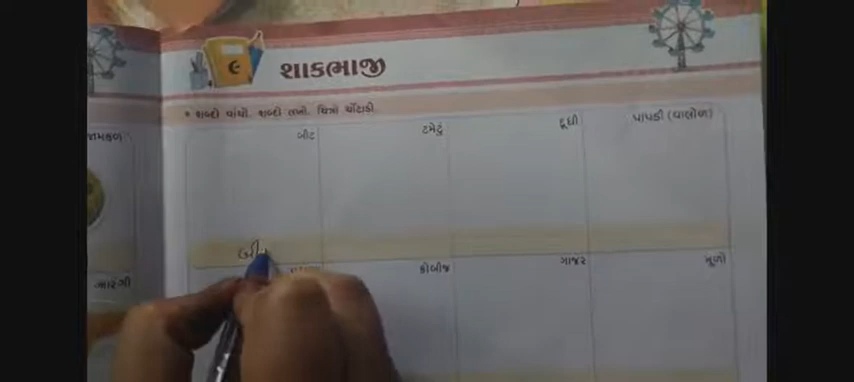 ૯
શાકભાજી
• શબ્દો વાંચો. શબ્દો લખો. ચિત્રો ચોંટાડો.
જામફળ
બીટ
ટમેટું
દૂધી
પાપડી (વાલોળ)
બી
નારંગી
કોબીજ
ગાજર
મૂળો